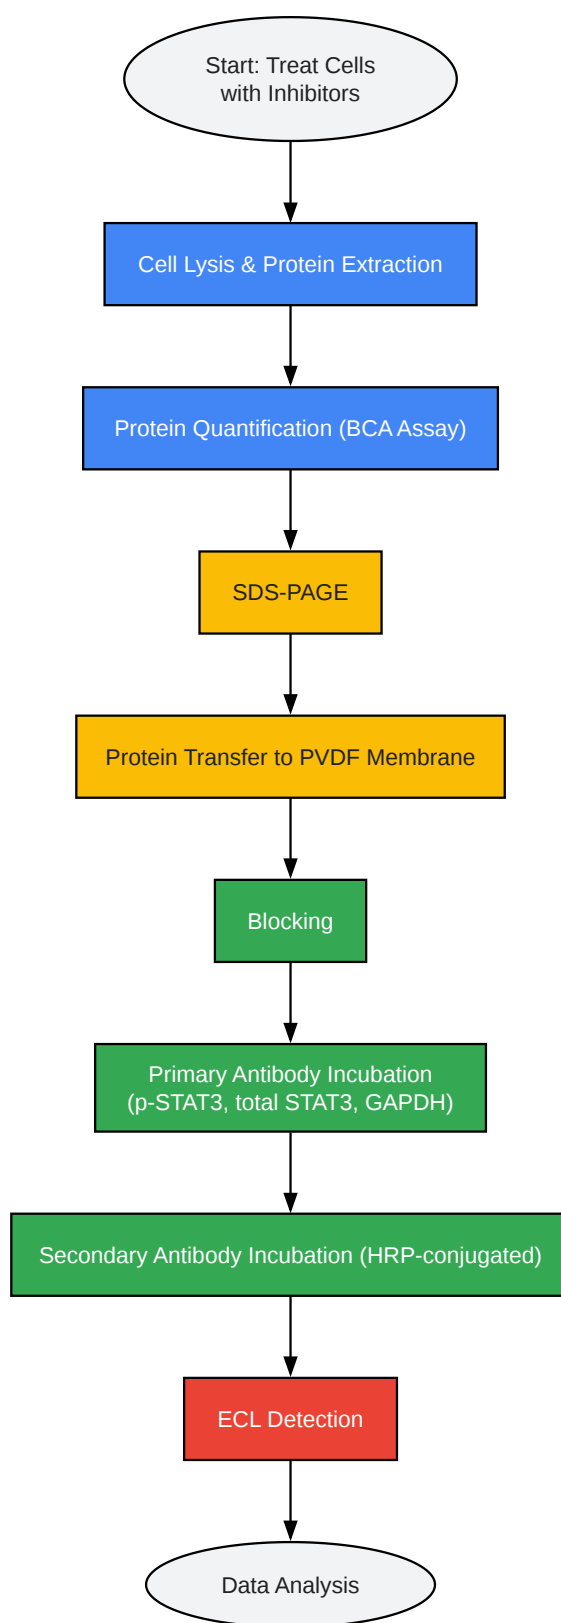 Start: Treat Cells
with Inhibitors
Cell Lysis & Protein Extraction
Protein Quantification (BCA Assay)
SDS-PAGE
Protein Transfer to PVDF Membrane
Blocking
Primary Antibody Incubation
(p-STAT3, total STAT3, GAPDH)
Secondary Antibody Incubation (HRP-conjugated)
ECL Detection
Data Analysis